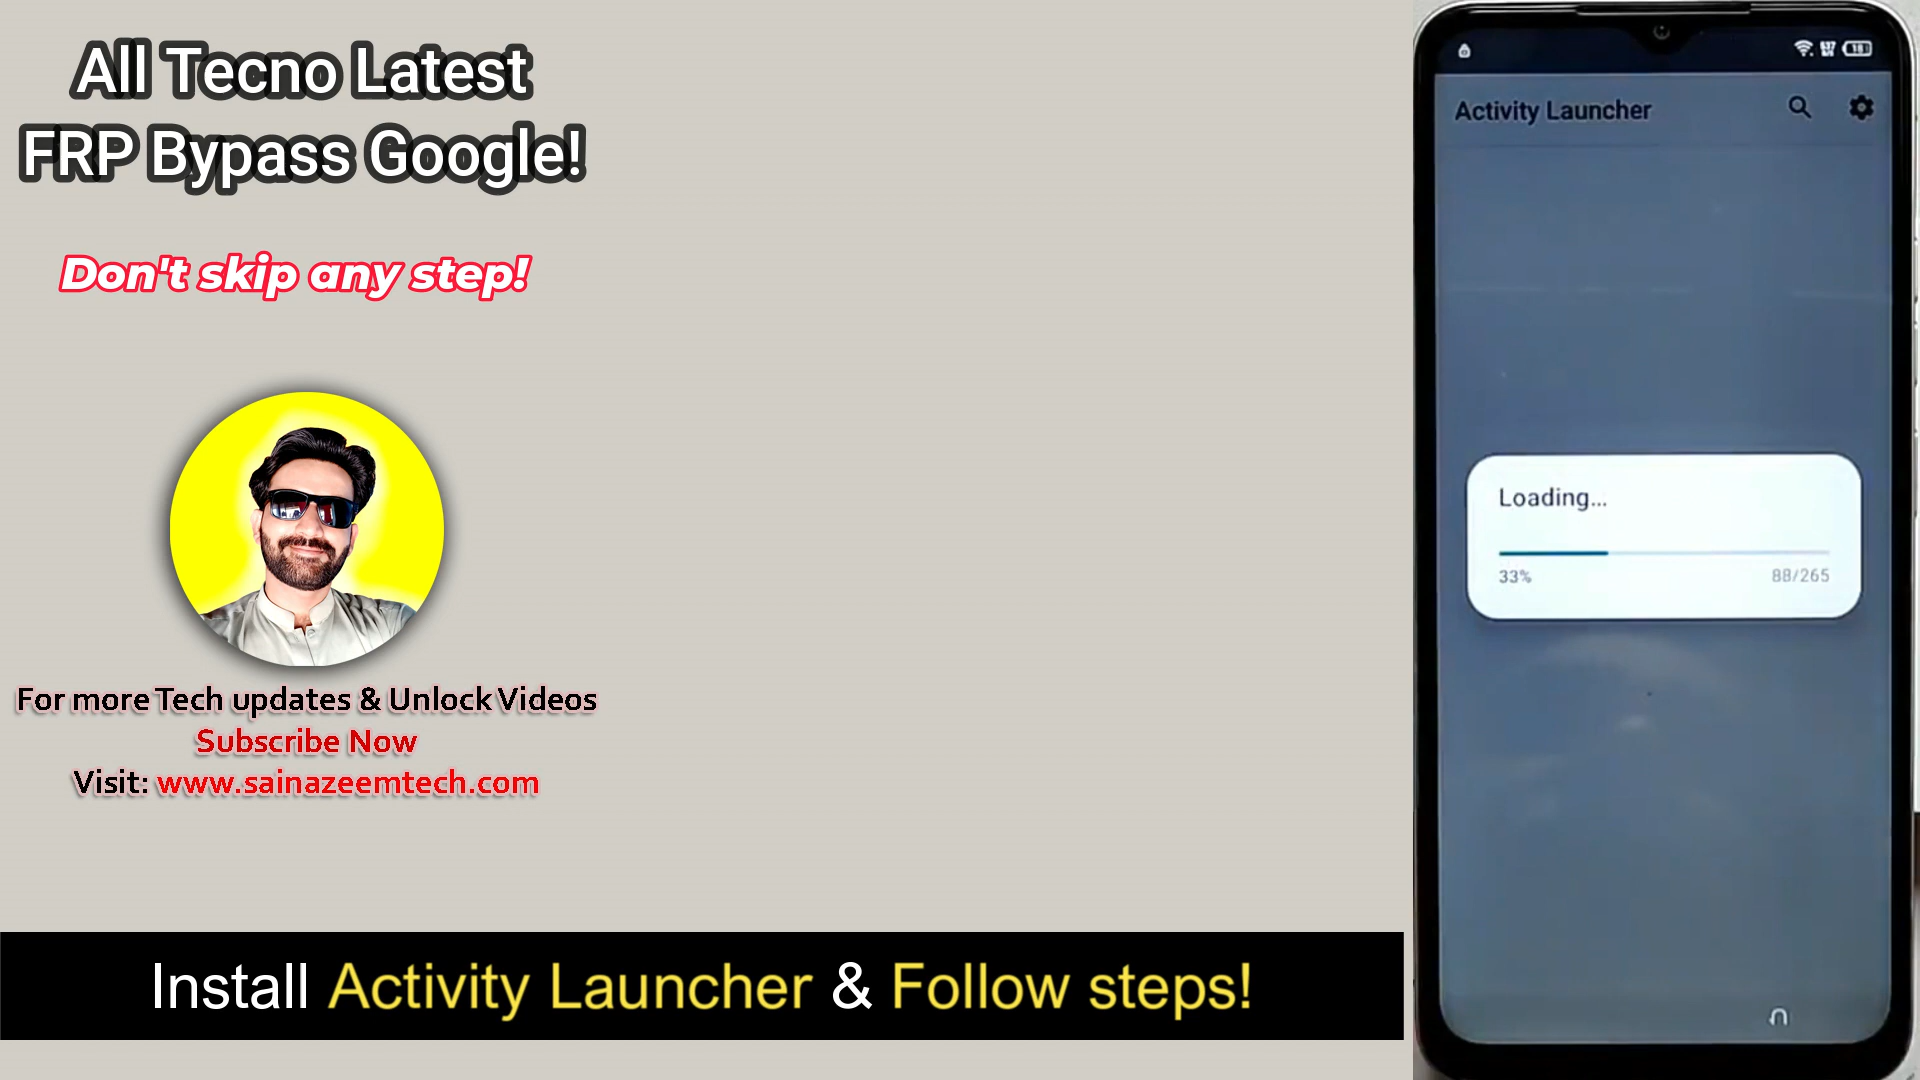 All Tecno Latest
FRP Bypass Google!
Don't skip any step!
For more Tech updates & Unlock Videos
Subscribe Now
Visit: www.sainazeemtech.com
Install Activity Launcher & Follow steps!
Activity Launcher
Loading...
33% 88/265